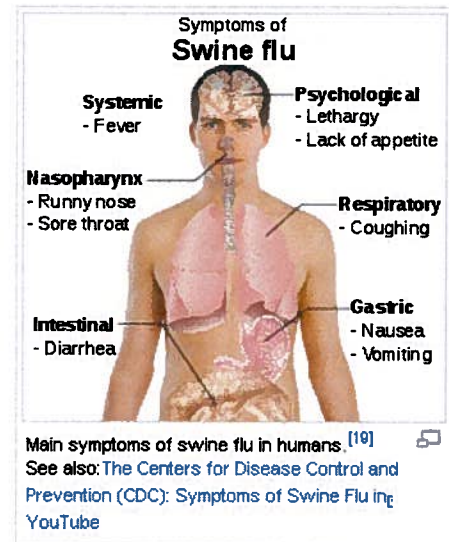 Symptoms of
Swine flu
Systemic
- Fever
Psychological
- Lethargy
- Lack of appetite
Nasopharynx
- Runny nose
- Sore throat
Respiratory
- Coughing
Intestinal
- Diarrhea
Gastric
- Nausea
- Vomiting
Main symptoms of swine flu in humans.[19]
See also: The Centers for Disease Control and
Prevention (CDC): Symptoms of Swine Flu in
YouTube